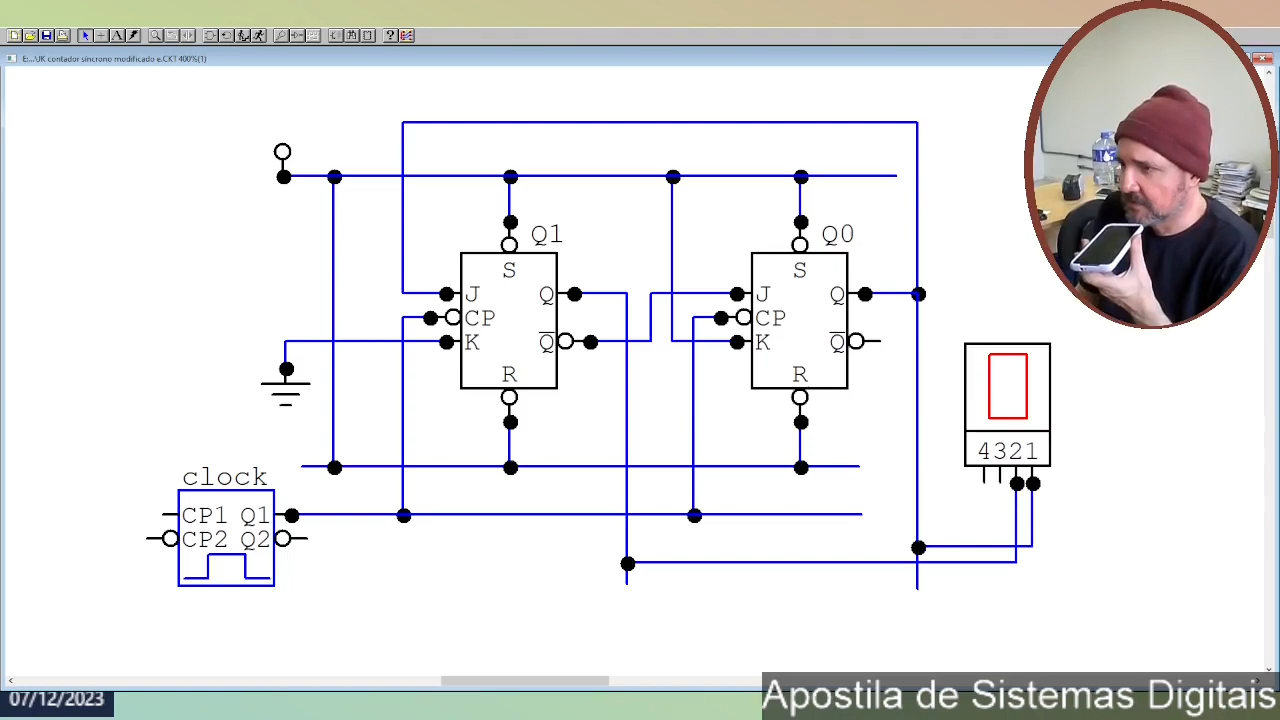 E:...\JK contador síncrono modificado e.CKT 400%(1)
Q1
Q0
S
S
J
Q
J
Q
CP
CP
K
Q
K
Q
R
R
4321
clock
CP1 Q1
CP2 Q2
07/12/2023
Apostila de Sistemas Digitais